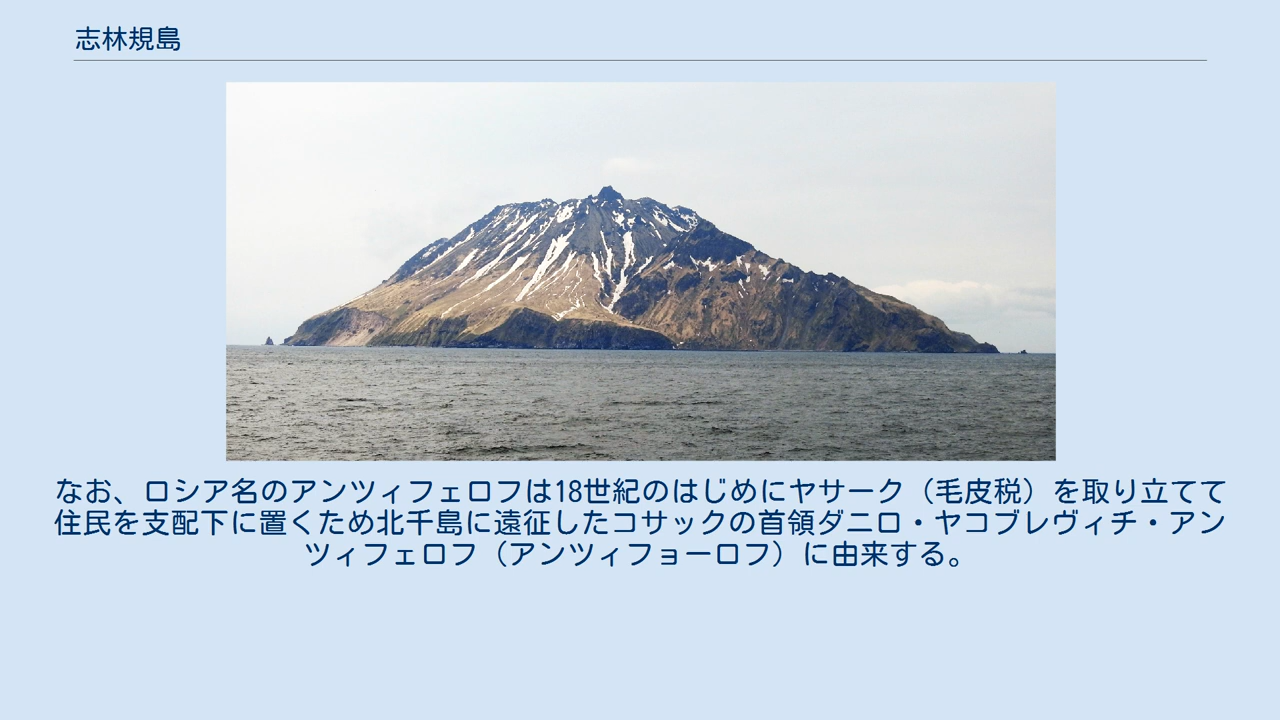 志林規島
なお、ロシア名のアンツィフェロフは18世紀のはじめにヤサーク（毛皮税）を取り立てて
住民を支配下に置くため北千島に遠征したコサックの首領ダニロ・ヤコブレヴィチ・アン
ツィフェロフ（アンツィフョーロフ）に由来する。